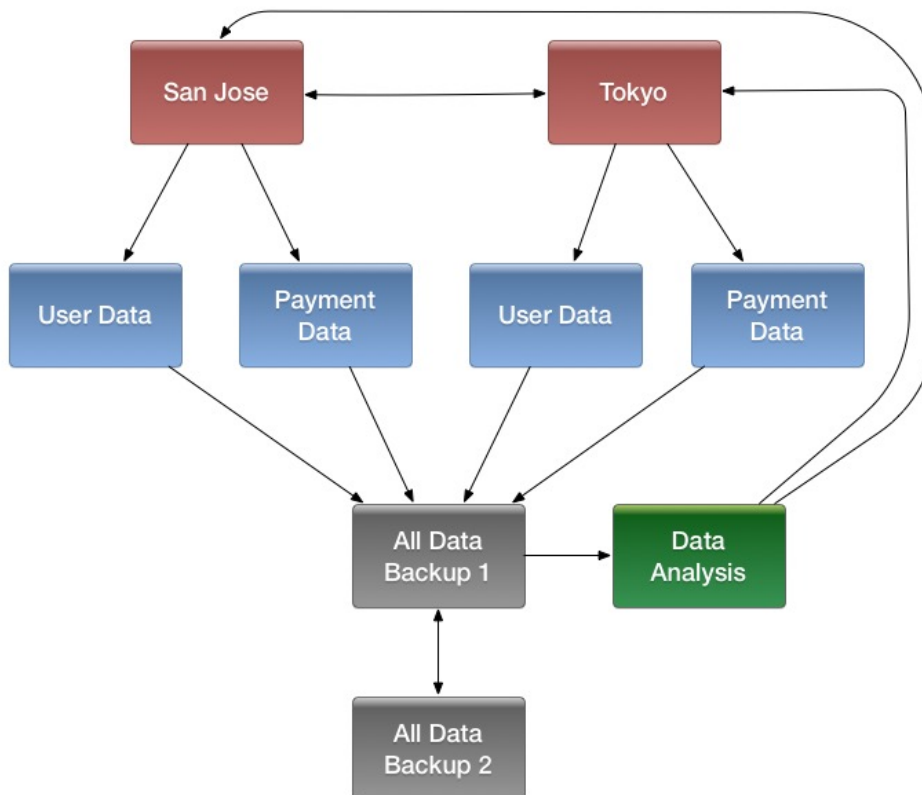 San Jose
Tokyo
User Data
Payment
Data
User Data
Payment
Data
All Data
Backup 1
Data
Analysis
All Data
Backup 2